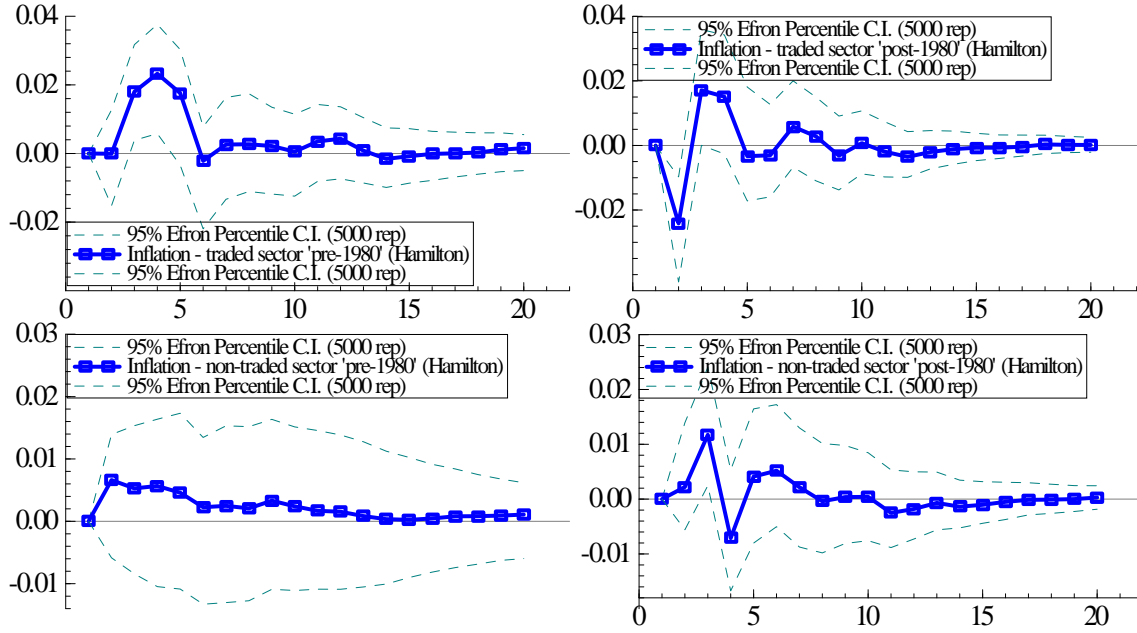 0.04
0.02
0.00
-0.02
95% Efron Percentile C.I. (5000 rep)
Inflation - traded sector 'pre-1980' (Hamilton)
95% Efron Percentile C.I. (5000 rep)
0 5 10 15 20
0.04
0.02
0.00
-0.02
95% Efron Percentile C.I. (5000 rep)
Inflation - traded sector 'post-1980' (Hamilton)
95% Efron Percentile C.I. (5000 rep)
0 5 10 15 20
0.03
0.02
0.01
0.00
-0.01
95% Efron Percentile C.I. (5000 rep)
Inflation - non-traded sector 'pre-1980' (Hamilton)
95% Efron Percentile C.I. (5000 rep)
0.03
0.02
0.01
0.00
-0.01
95% Efron Percentile C.I. (5000 rep)
Inflation - non-traded sector 'post-1980' (Hamilton)
95% Efron Percentile C.I. (5000 rep)
0 5 10 15 20